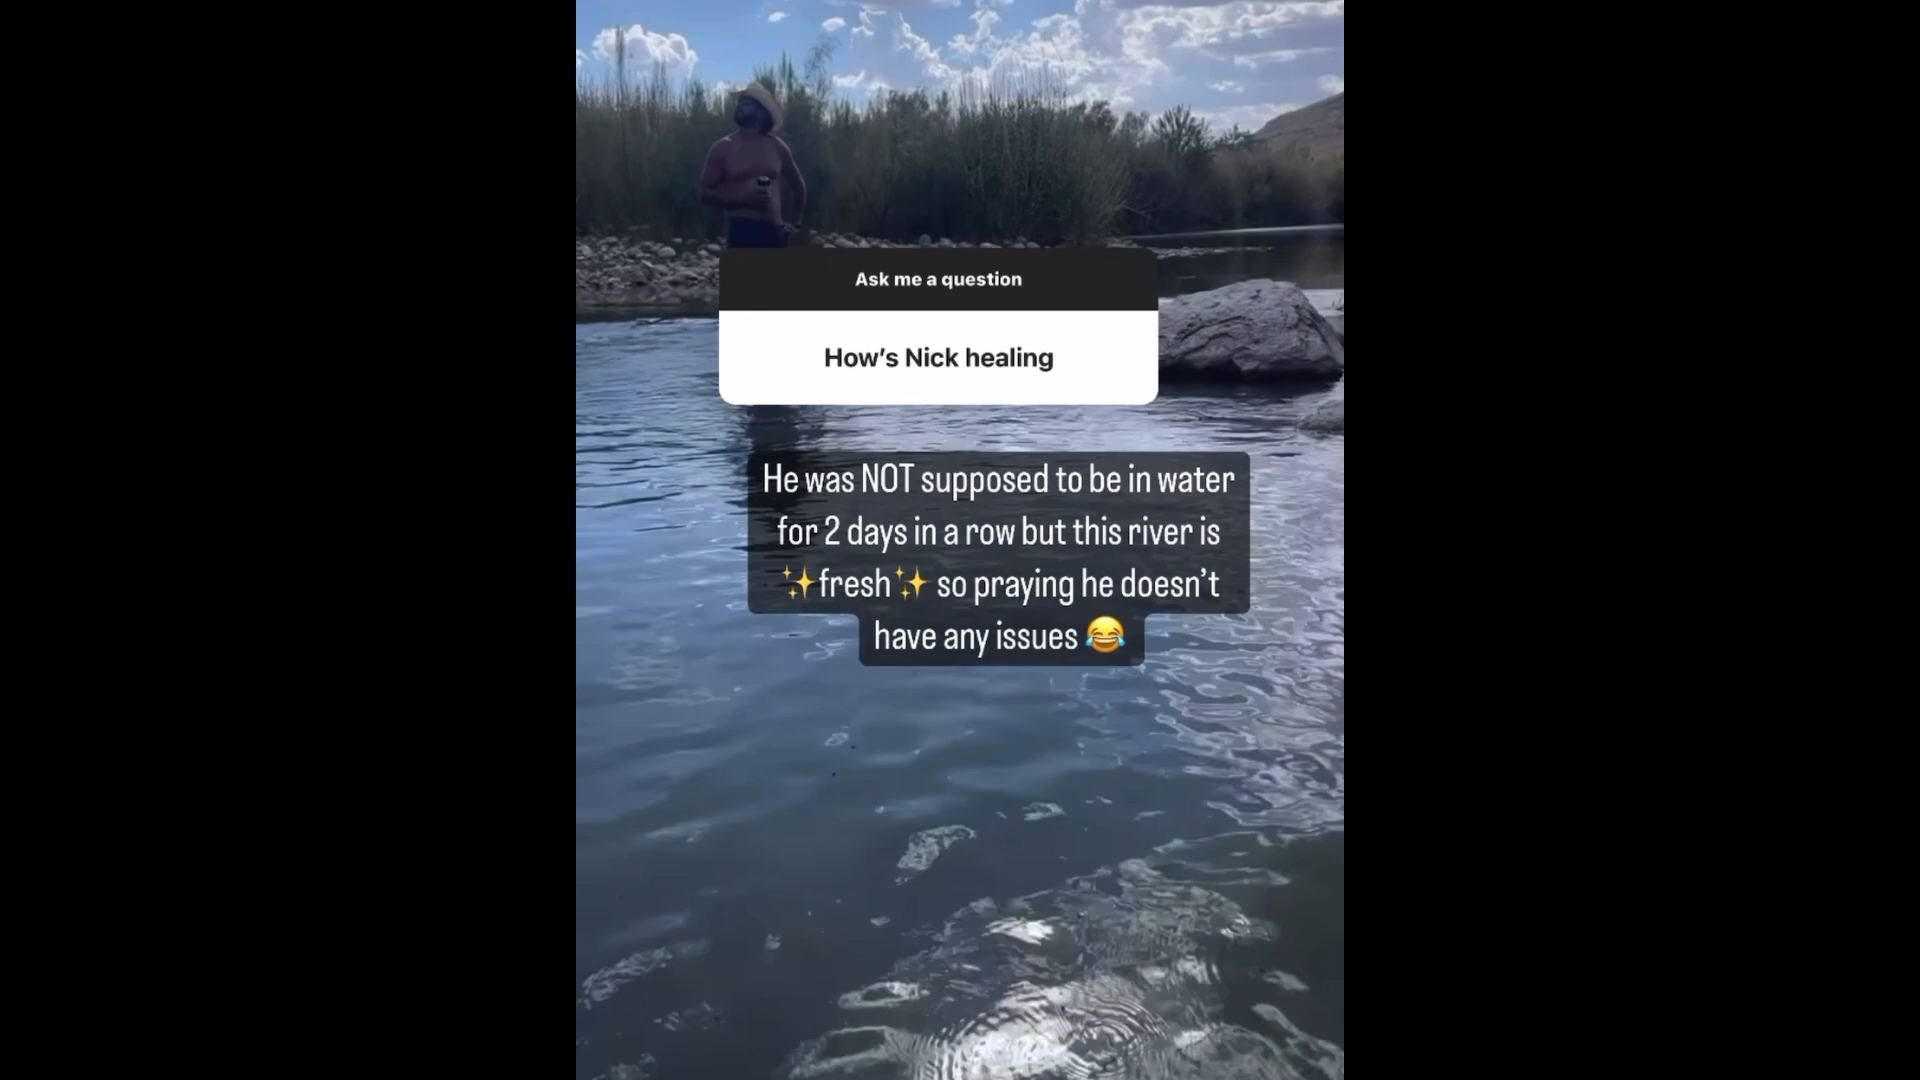 Ask me a question
How’s Nick healing
He was NOT supposed to be in water
for 2 days in a row but this river is
✨fresh✨ so praying he doesn’t
have any issues 😂